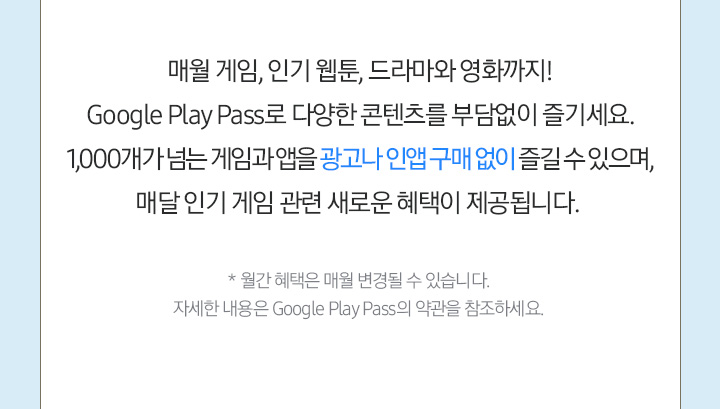 매월 게임, 인기 웹툰, 드라마와 영화까지!
Google Play Pass로 다양한 콘텐츠를 부담없이 즐기세요.
1,000개가 넘는 게임과 앱을 광고나 인앱 구매 없이 즐길 수 있으며,
매달 인기 게임 관련 새로운 혜택이 제공됩니다.
* 월간 혜택은 매월 변경될 수 있습니다.
자세한 내용은 Google Play Pass의 약관을 참조하세요.